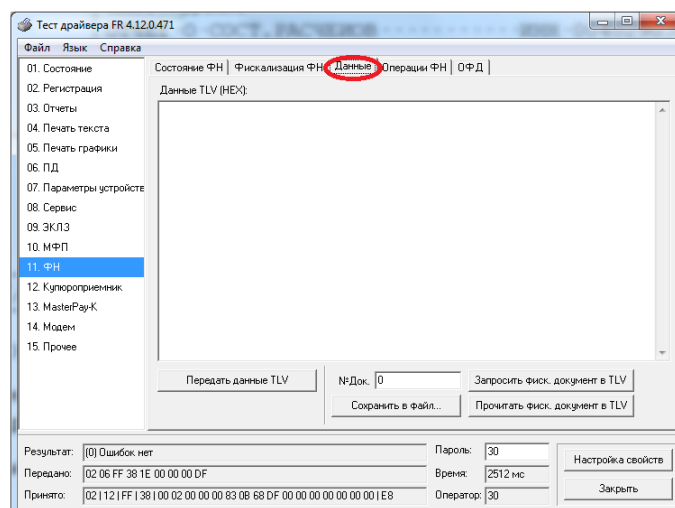 Тест драйвера FR 4.12.0.471
Файл Язык Справка
01. Состояние
02. Регистрация
03. Отчеты
04. Печать текста
05. Печать графики
06. ПД
07. Параметры устройств
08. Сервис
09. ЭКЛЗ
10. МФП
11. ФН
12. Купюроприемник
13. MasterPay-K
14. Модем
15. Прочее
Состояние ФН Фискализация ФН Данные Операции ФН ОФД
Данные TLV (HEX):
Передать данные TLV
№Док. 0
Запросить фиск. документ в TLV
Сохранить в файл...
Прочитать фиск. документ в TLV
Результат: (0) Ошибок нет
Передано: 02 06 FF 38 1E 00 00 00 DF
Принято: 02 | 12 | FF | 38 | 00 02 00 00 00 83 0B 68 DF 00 00 00 00 00 00 00 | E8
Пароль: 30
Время: 2512 мс
Оператор: 30
Настройка свойств
Закрыть